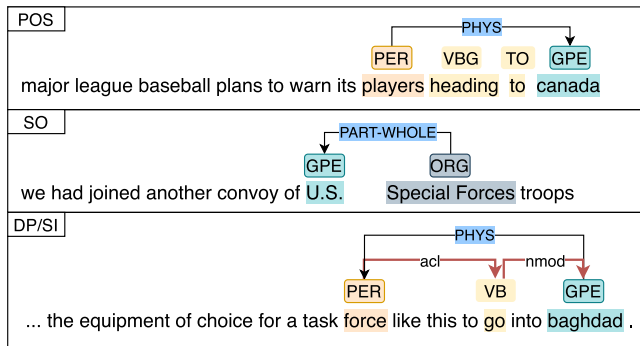 POS
PHYS
PER VBG TO GPE
major league baseball plans to warn its players heading to canada
SO
PART-WHOLE
GPE ORG
we had joined another convoy of U.S. Special Forces troops
DP/SI
PHYS
acl nmod
PER VB GPE
... the equipment of choice for a task force like this to go into baghdad .